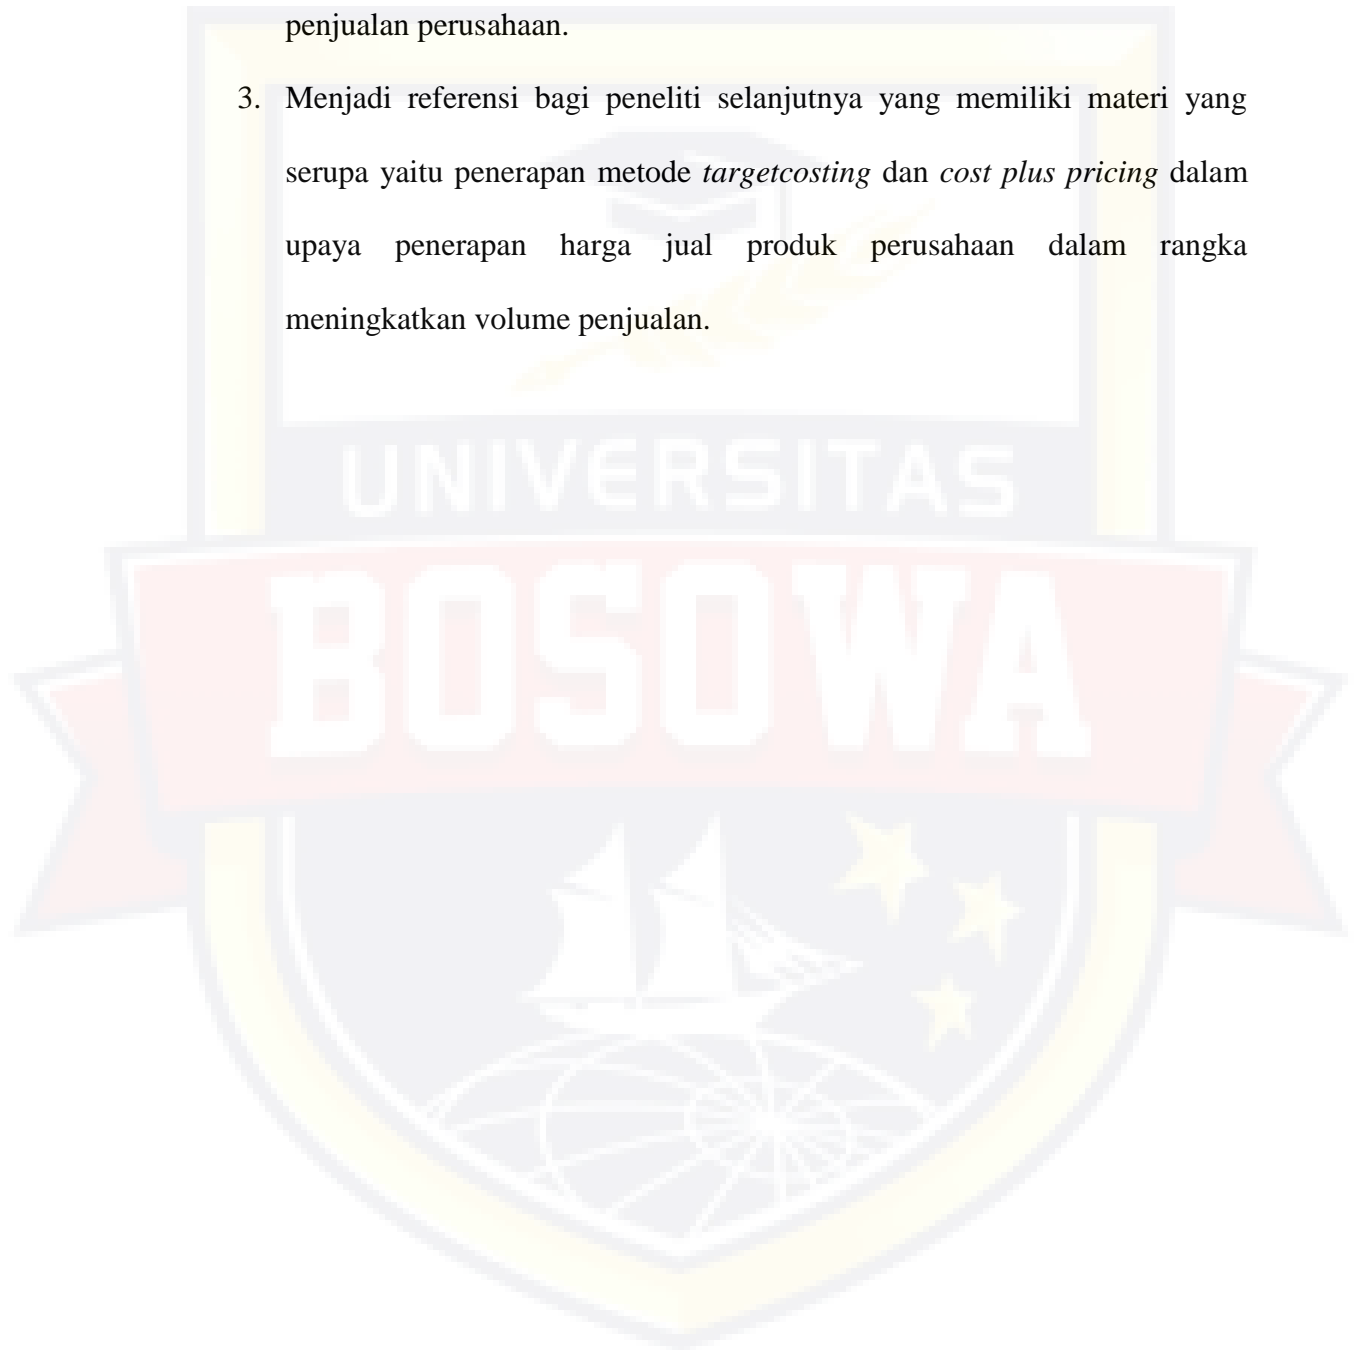 penjualan perusahaan.
3. Menjadi referensi bagi peneliti selanjutnya yang memiliki materi yang
serupa yaitu penerapan metode targetcosting dan cost plus pricing dalam
upaya penerapan harga jual produk perusahaan dalam rangka
meningkatkan volume penjualan.
UNIVERSITAS
BOSOWA